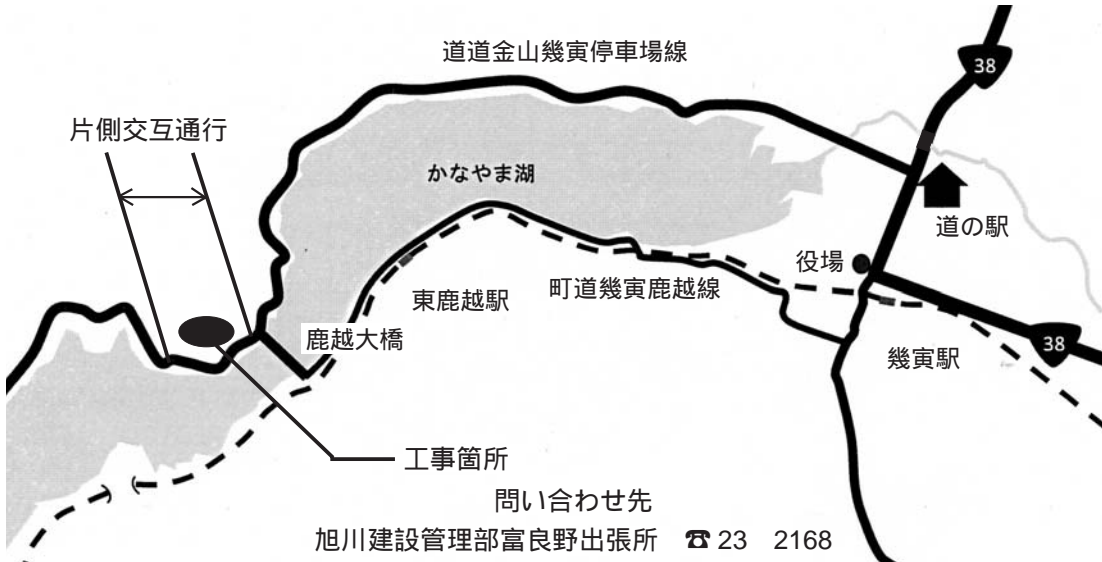 道道金山幾寅停車場線
38
片側交互通行
かなやま湖
道の駅
役場
町道幾寅鹿越線
東鹿越駅
鹿越大橋
幾寅駅
38
工事箇所
問い合わせ先
旭川建設管理部富良野出張所 ☎ 23 2168